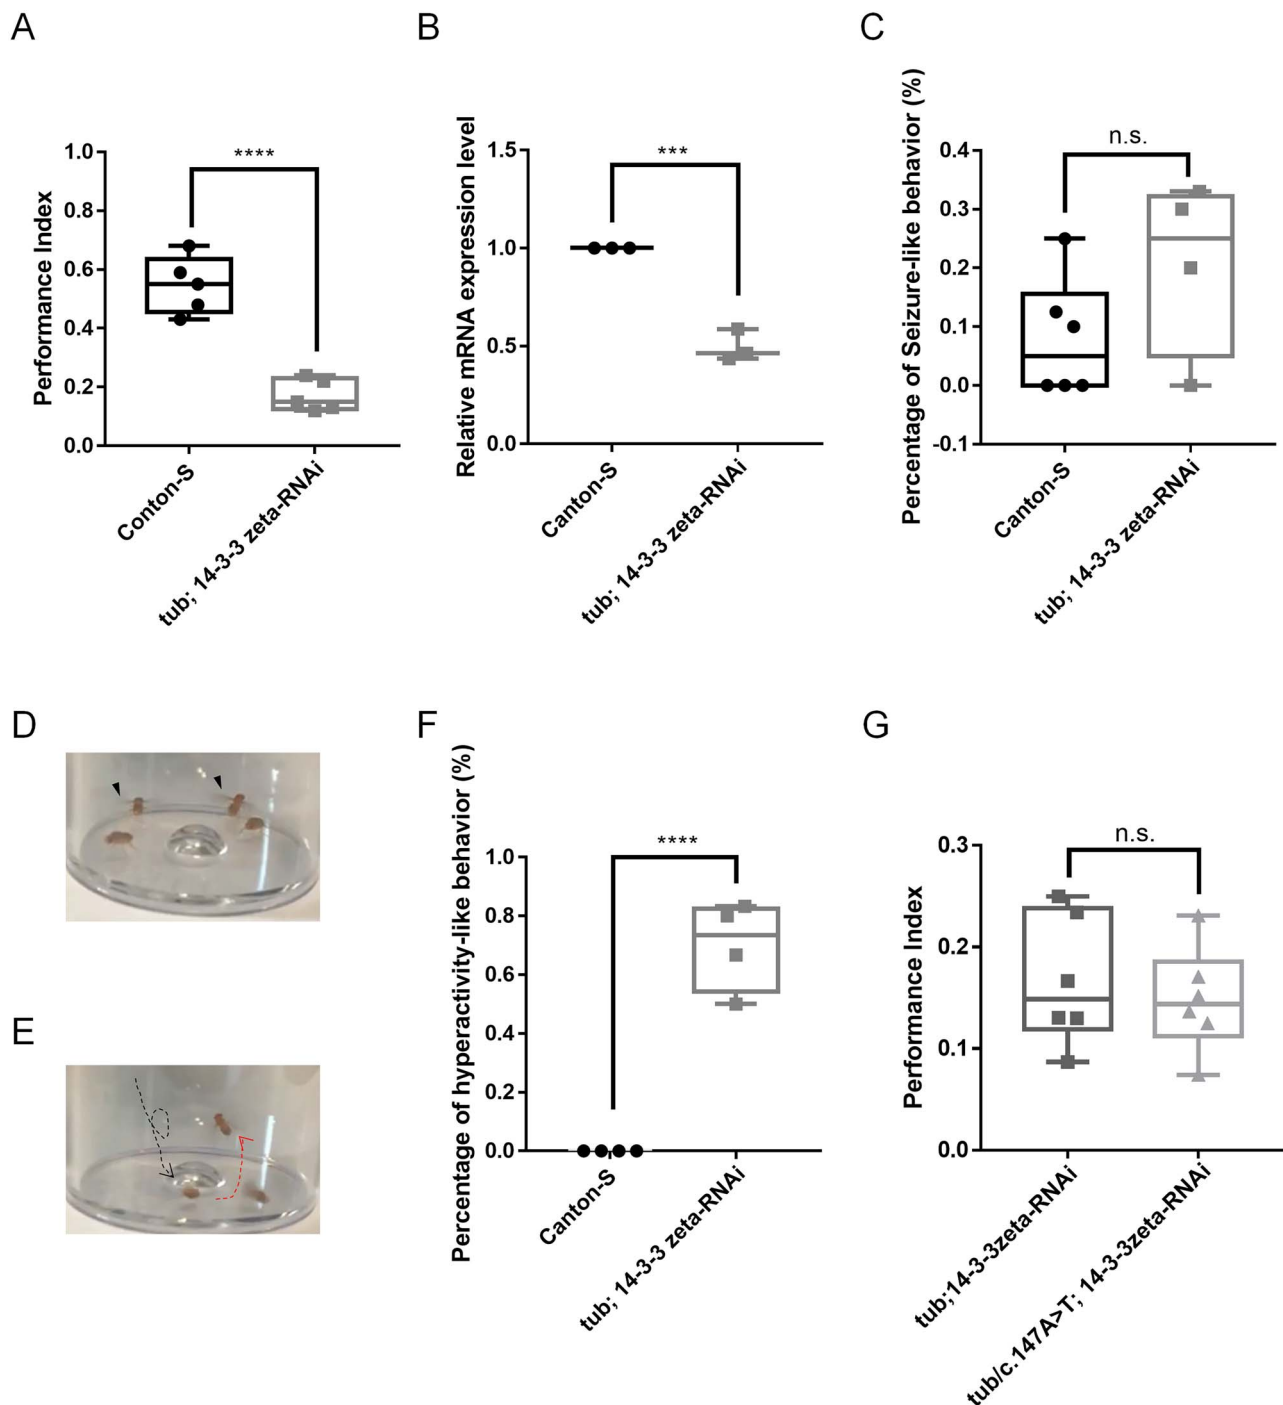 A
B
C
Performance Index
1.0
0.8
0.6
0.4
0.2
0.0
****
Conton-S
tub; 14-3-3 zeta-RNAi
Relative mRNA expression level
1.5
1.0
0.5
0.0
***
Canton-S
tub; 14-3-3 zeta-RNAi
Percentage of Seizure-like behavior (%)
0.4
0.3
0.2
0.1
0.0
-0.1
n.s.
Canton-S
tub; 14-3-3 zeta-RNAi
D
E
F
G
Percentage of hyperactivity-like behavior (%)
1.0
0.8
0.6
0.4
0.2
0.0
****
Canton-S
tub; 14-3-3 zeta-RNAi
Performance Index
0.3
0.2
0.1
0.0
n.s.
tub;14-3-3zeta-RNAi
tub/c.147A>T; 14-3-3zeta-RNAi